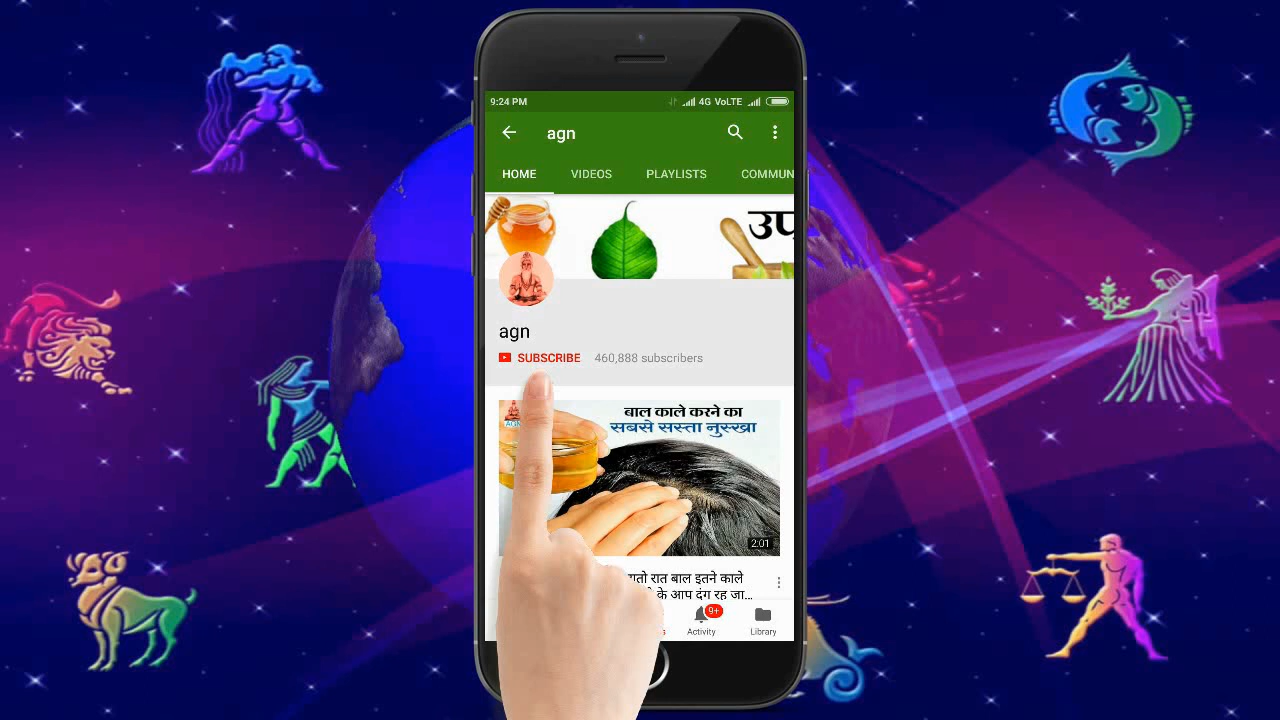 9:24 PM 4G VoLTE
agn
HOME VIDEOS PLAYLISTS COMMUN
agn
SUBSCRIBE 460,888 subscribers
बाल काले करने का
सबसे सस्ता नुस्खा
2:01
रात बाल इतने काले
के आप दंग रह जा...
9+
Activity Library